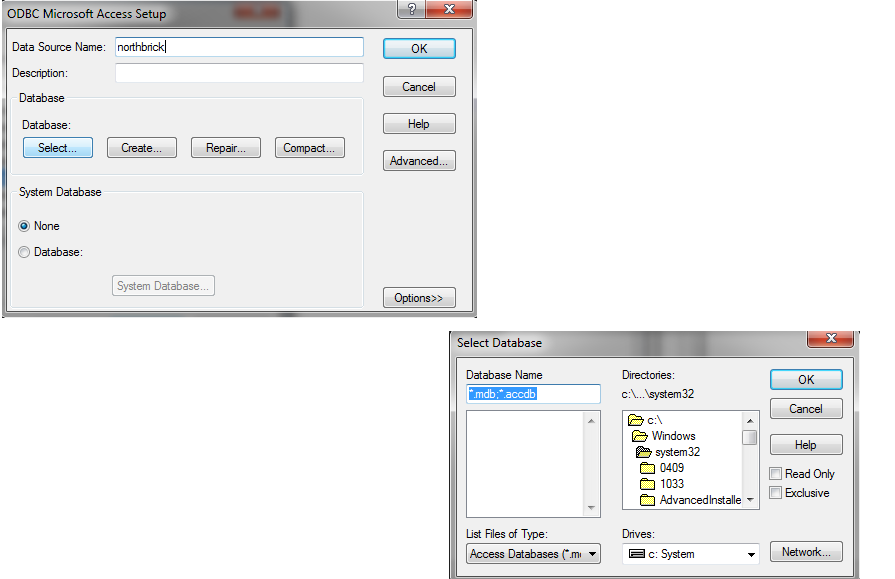 ODBC Microsoft Access Setup
Data Source Name: northbrick
OK
Description:
Cancel
Database
Help
Database:
Select... Create... Repair... Compact...
Advanced...
System Database
None
Database:
System Database...
Options>>
Select Database
Database Name
*.mdb;*.accdb
Directories:
c:\...\system32
OK
Cancel
c:\
Windows
system32
0409
1033
AdvancedInstalle
Help
Read Only
Exclusive
List Files of Type:
Access Databases (*.m
Drives:
c: System
Network...